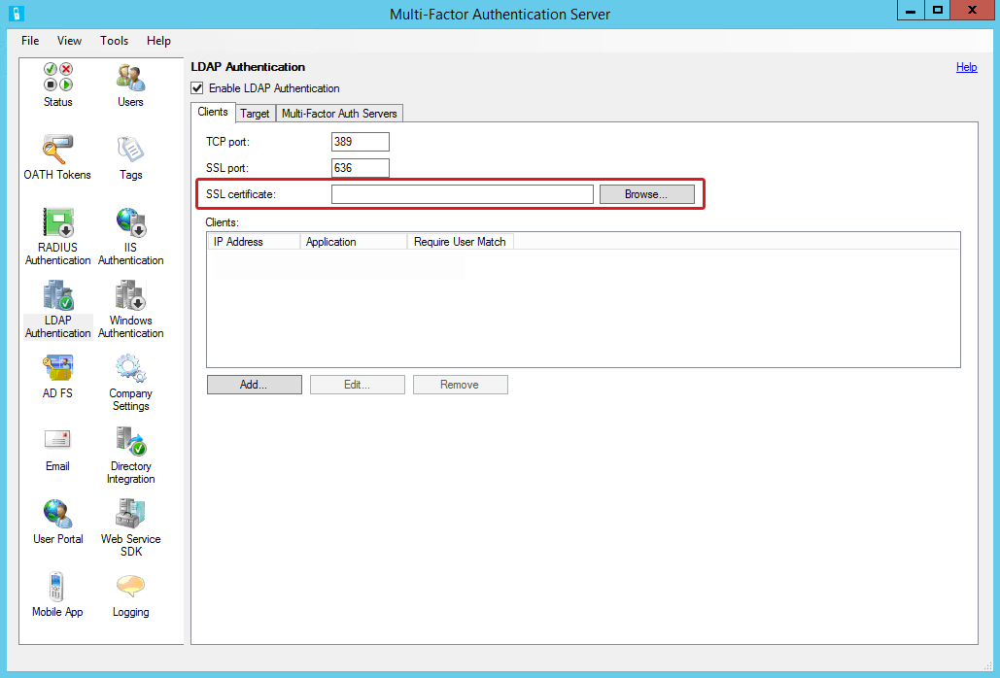 Multi-Factor Authentication Server
File View Tools Help
Status
Users
OATH Tokens
Tags
RADIUS
Authentication
IIS
Authentication
LDAP
Authentication
Windows
Authentication
AD FS
Company
Settings
Email
Directory
Integration
User Portal
Web Service
SDK
Mobile App
Logging
LDAP Authentication
Help
Enable LDAP Authentication
Clients Target Multi-Factor Auth Servers
TCP port: 389
SSL port: 636
SSL certificate: Browse...
Clients:
IP Address Application Require User Match
Add... Edit... Remove